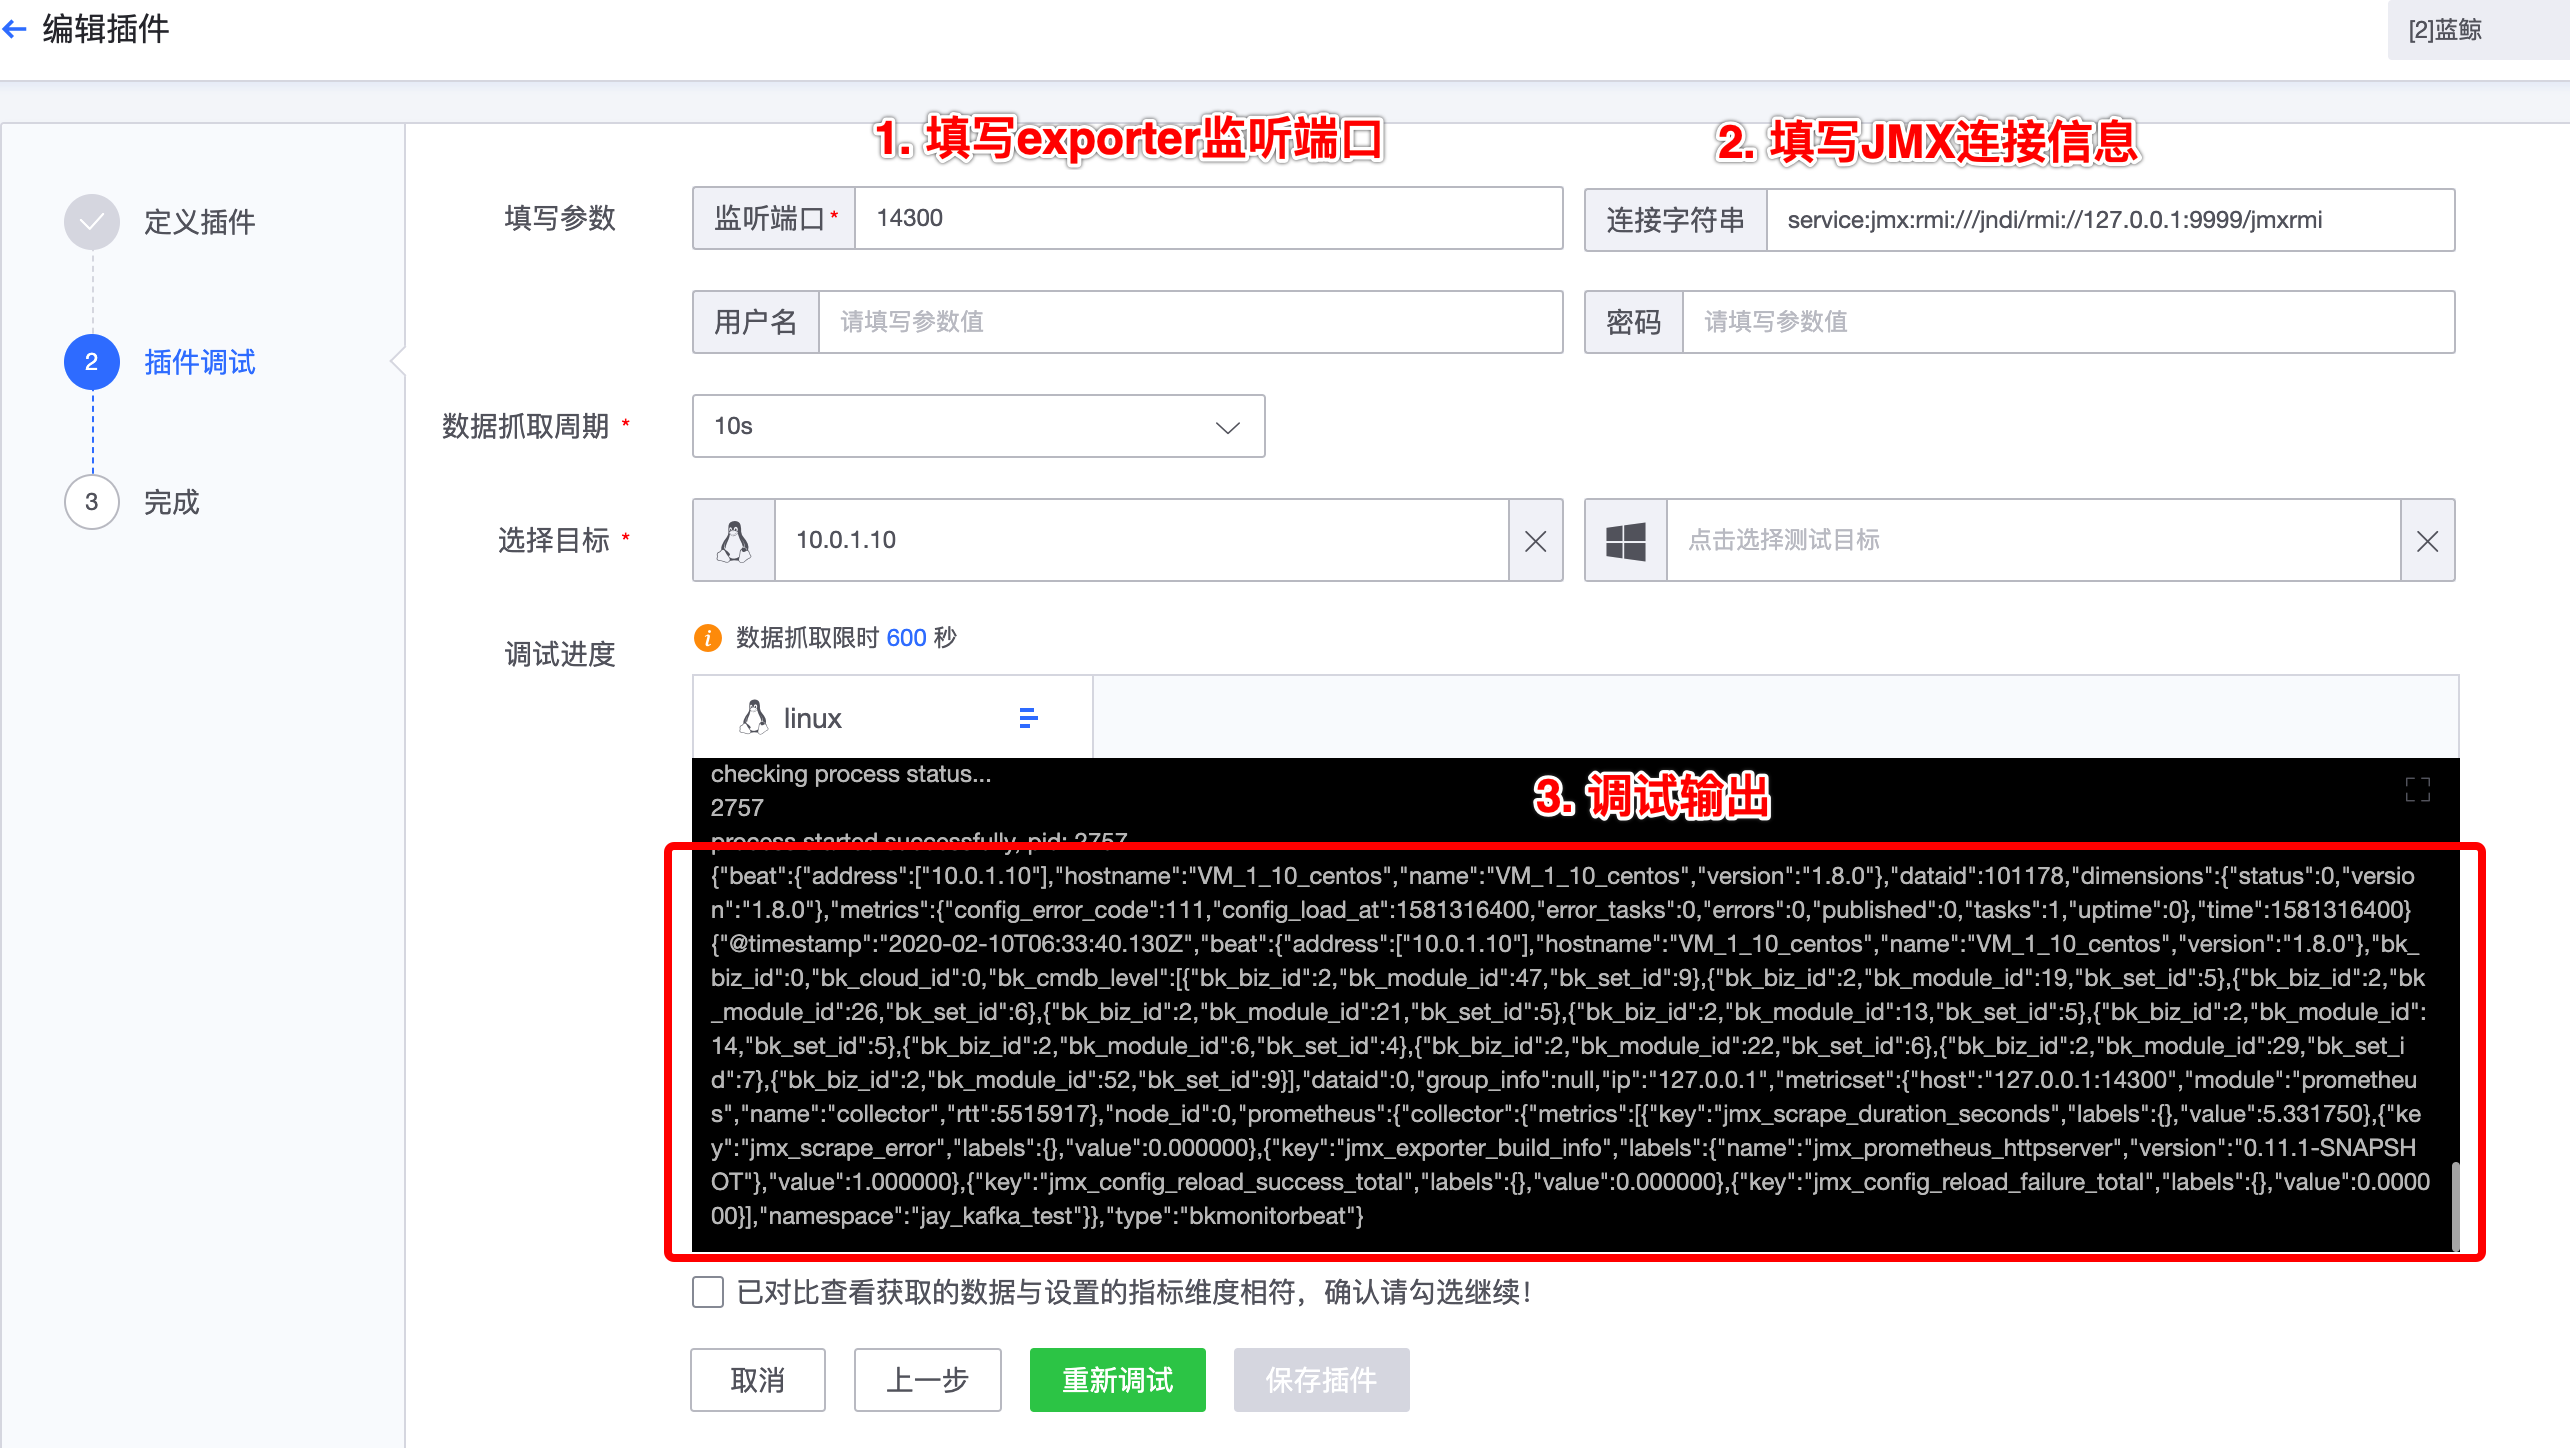 编辑插件
[2]蓝鲸
1. 填写exporter监听端口
2. 填写JMX连接信息
定义插件
2
插件调试
3
完成
填写参数
监听端口*
14300
连接字符串
service:jmx:rmi:///jndi/rmi://127.0.0.1:9999/jmxrmi
用户名
请填写参数值
密码
请填写参数值
数据抓取周期 *
10s
选择目标 *
10.0.1.10
点击选择测试目标
调试进度
数据抓取限时 600 秒
linux
checking process status...
3. 调试输出
2757
process started successfully, pid: 2757
{"beat":{"address":["10.0.1.10"],"hostname":"VM_1_10_centos","name":"VM_1_10_centos","version":"1.8.0"},"dataid":101178,"dimensions":{"status":0,"versio
n":"1.8.0"},"metrics":{"config_error_code":111,"config_load_at":1581316400,"error_tasks":0,"errors":0,"published":0,"tasks":1,"uptime":0},"time":1581316400}
{"@timestamp":"2020-02-10T06:33:40.130Z","beat":{"address":["10.0.1.10"],"hostname":"VM_1_10_centos","name":"VM_1_10_centos","version":"1.8.0"},"bk_
biz_id":0,"bk_cloud_id":0,"bk_cmdb_level":[{"bk_biz_id":2,"bk_module_id":47,"bk_set_id":9},{"bk_biz_id":2,"bk_module_id":19,"bk_set_id":5},{"bk_biz_id":2,"bk
_module_id":26,"bk_set_id":6},{"bk_biz_id":2,"bk_module_id":21,"bk_set_id":5},{"bk_biz_id":2,"bk_module_id":13,"bk_set_id":5},{"bk_biz_id":2,"bk_module_id":
14,"bk_set_id":5},{"bk_biz_id":2,"bk_module_id":6,"bk_set_id":4},{"bk_biz_id":2,"bk_module_id":22,"bk_set_id":6},{"bk_biz_id":2,"bk_module_id":29,"bk_set_i
d":7},{"bk_biz_id":2,"bk_module_id":52,"bk_set_id":9}],"dataid":0,"group_info":null,"ip":"127.0.0.1","metricset":{"host":"127.0.0.1:14300","module":"prometheu
s","name":"collector","rtt":5515917},"node_id":0,"prometheus":{"collector":{"metrics":[{"key":"jmx_scrape_duration_seconds","labels":{},"value":5.331750},{"ke
y":"jmx_scrape_error","labels":{},"value":0.000000},{"key":"jmx_exporter_build_info","labels":{"name":"jmx_prometheus_httpserver","version":"0.11.1-SNAPSH
OT"},"value":1.000000},{"key":"jmx_config_reload_success_total","labels":{},"value":0.000000},{"key":"jmx_config_reload_failure_total","labels":{},"value":0.0000
00}],"namespace":"jay_kafka_test"}},"type":"bkmonitorbeat"}
已对比查看获取的数据与设置的指标维度相符，确认请勾选继续！
取消
上一步
重新调试
保存插件